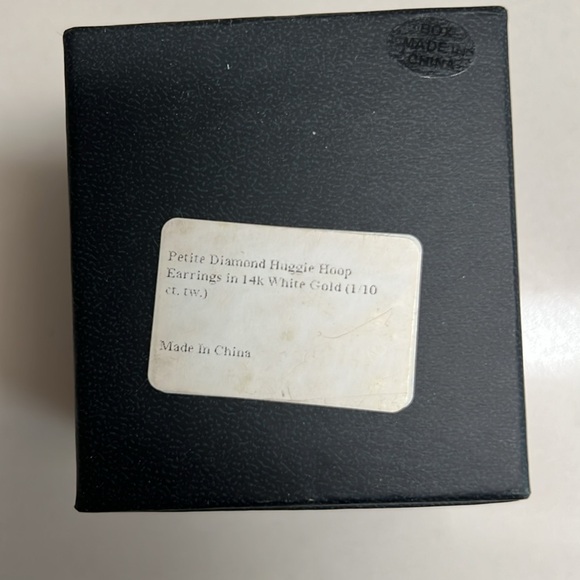 BOX
MADE IN
CHINA
Petite Diamond Huggie Hoop
Earrings in 14k White Gold (1/10
ct. tw.)
Made In China